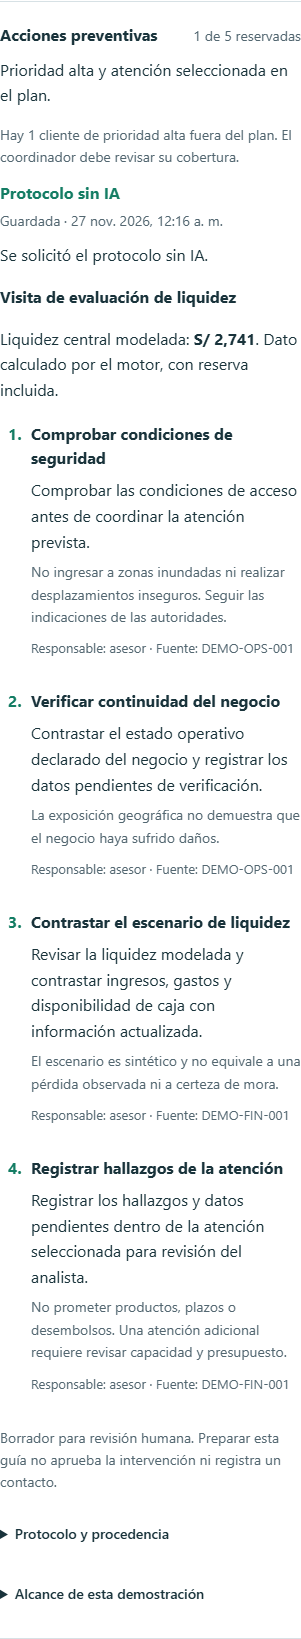 Acciones preventivas 1 de 5 reservadas
Prioridad alta y atención seleccionada en
el plan.
Hay 1 cliente de prioridad alta fuera del plan. El
coordinador debe revisar su cobertura.
Protocolo sin IA
Guardada · 27 nov. 2026, 12:16 a. m.
Se solicitó el protocolo sin IA.
Visita de evaluación de liquidez
Liquidez central modelada: S/ 2,741. Dato
calculado por el motor, con reserva
incluida.
1. Comprobar condiciones de
seguridad
Comprobar las condiciones de acceso
antes de coordinar la atención
prevista.
No ingresar a zonas inundadas ni realizar
desplazamientos inseguros. Seguir las
indicaciones de las autoridades.
Responsable: asesor · Fuente: DEMO-OPS-001
2. Verificar continuidad del negocio
Contrastar el estado operativo
declarado del negocio y registrar los
datos pendientes de verificación.
La exposición geográfica no demuestra que
el negocio haya sufrido daños.
Responsable: asesor · Fuente: DEMO-OPS-001
3. Contrastar el escenario de liquidez
Revisar la liquidez modelada y
contrastar ingresos, gastos y
disponibilidad de caja con
información actualizada.
El escenario es sintético y no equivale a una
pérdida observada ni a certeza de mora.
Responsable: asesor · Fuente: DEMO-FIN-001
4. Registrar hallazgos de la atención
Registrar los hallazgos y datos
pendientes dentro de la atención
seleccionada para revisión del
analista.
No prometer productos, plazos o
desembolsos. Una atención adicional
requiere revisar capacidad y presupuesto.
Responsable: asesor · Fuente: DEMO-FIN-001
Borrador para revisión humana. Preparar esta
guía no aprueba la intervención ni registra un
contacto.
▶ Protocolo y procedencia
▶ Alcance de esta demostración